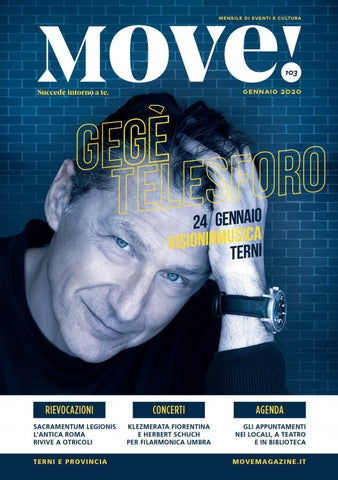 MENSILE DI EVENTI E CULTURA
MOVe!
103
Succede intorno a te.
GENNAIO 2020
GEGÈ
TELESFORO
24 GENNAIO
VISIONINMUSICA
TERNI
RIEVOCAZIONI
SACRAMENTUM LEGIONIS
L'ANTICA ROMA
RIVIVE A OTRICOLI
CONCERTI
KLEZMERATA FIORENTINA
E HERBERT SCHUCH
PER FILARMONICA UMBRA
AGENDA
GLI APPUNTAMENTI
NEI LOCALI, A TEATRO
E IN BIBLIOTECA
TERNI E PROVINCIA
MOVEMAGAZINE.IT